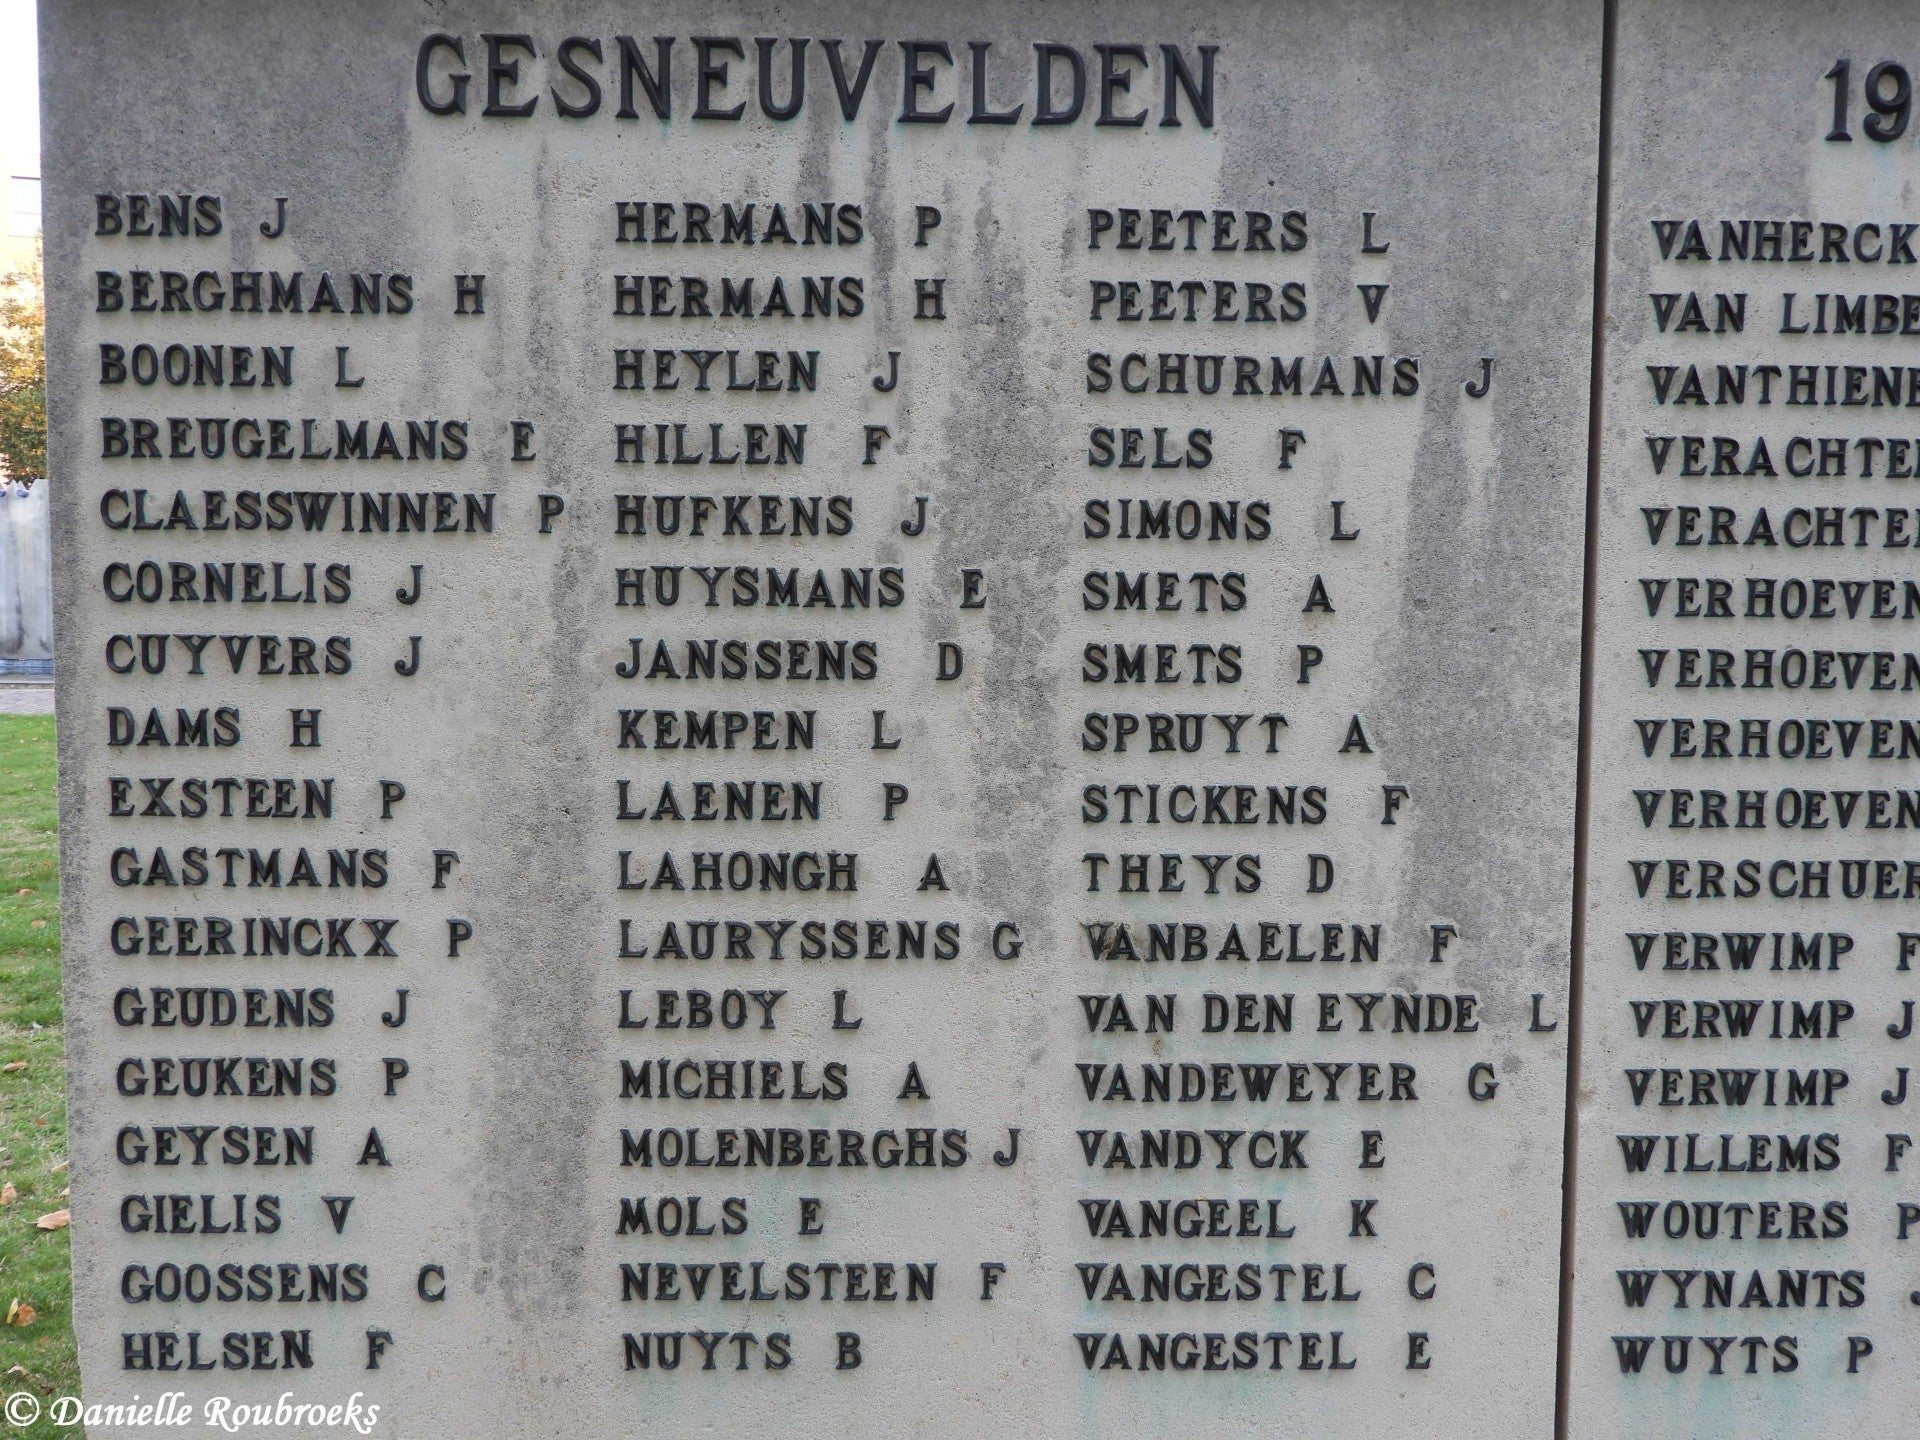 GESNEUVELDEN
BENS J
BERGHMANS H
BOONEN L
BREUGELMANS E
CLAESSWINNEN P
CORNELIS J
CUYVERS J
DAMS H
EXSTEEN P
GASTMANS F
GEERINCKX P
GEUDENS J
GEUKENS P
GEYSEN A
GIELIS V
GOOSSENS C
HELSEN F
HERMANS P
HERMANS H
HEYLEN J
HILLEN F
HUFKENS J
HUYSMANS E
JANSSENS D
KEMPEN L
LAENEN P
LAHONGH A
LAURYSSENS G
LEBOY L
MICHIELS A
MOLENBERGHS J
MOLS E
NEVELSTEEN F
NUYTS B
PEETERS L
PEETERS V
SCHURMANS J
SELS F
SIMONS L
SMETS A
SMETS P
SPRUYT A
STICKENS F
THEYS D
VANBAELEN F
VAN DEN EYNDE L
VANDEWEYER G
VANDYCK E
VANGEEL K
VANGESTEL C
VANGESTEL E
19
VANHERCK
VAN LIMBE
VANTHIENE
VERACHTE
VERACHTE
VERHOEVEN
VERHOEVEN
VERHOEVEN
VERHOEVEN
VERSCHUER
VERWIMP F
VERWIMP J
VERWIMP J
WILLEMS F
WOUTERS P
WYNANTS J
WUYTS P
© Danielle Roubroeks